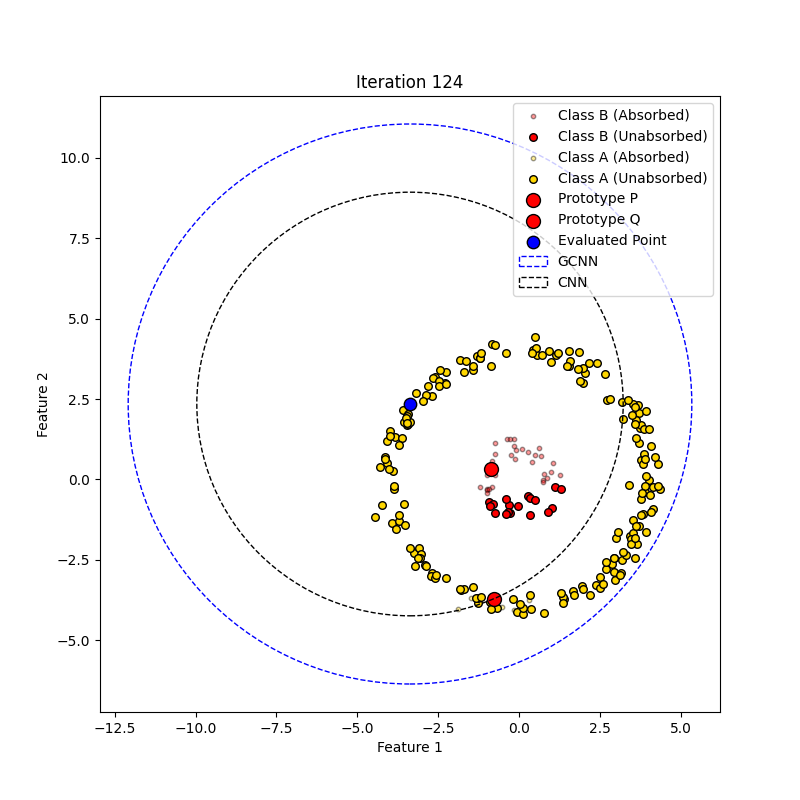 Iteration 124
Class B (Absorbed)
Class B (Unabsorbed)
Class A (Absorbed)
Class A (Unabsorbed)
Prototype P
Prototype Q
Evaluated Point
GCNN
CNN
10.0
7.5
5.0
2.5
0.0
−2.5
−5.0
Feature 2
−12.5 −10.0 −7.5 −5.0 −2.5 0.0 2.5 5.0
Feature 1